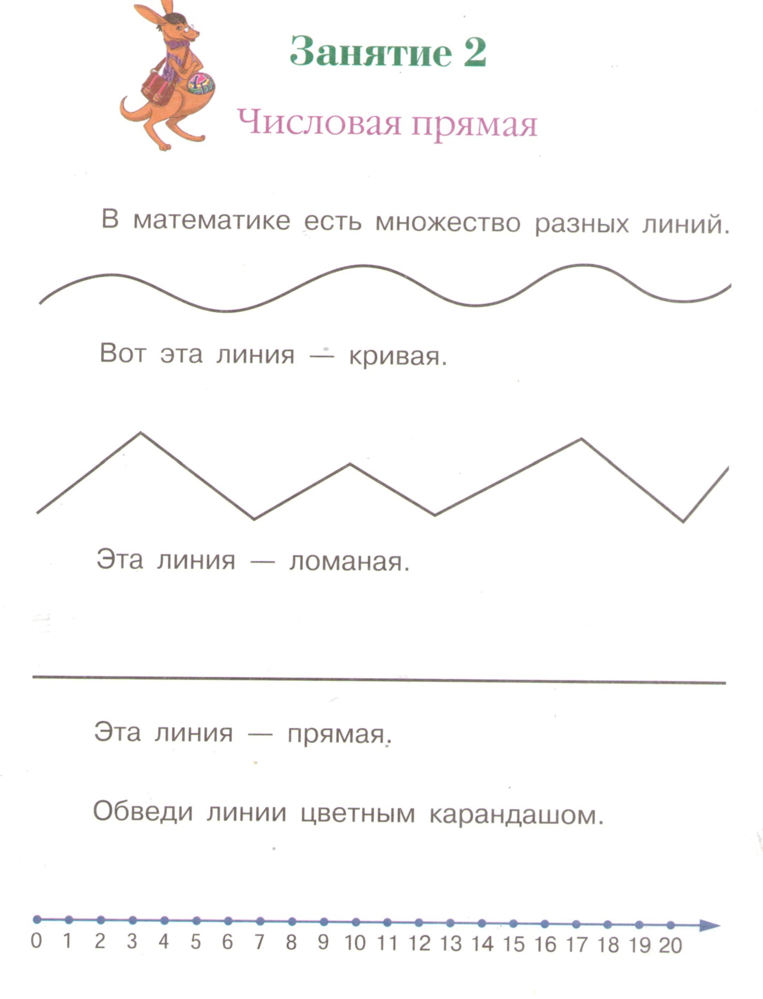 Занятие 2
Числовая прямая
В математике есть множество разных линий.
Вот эта линия — кривая.
Эта линия — ломаная.
Эта линия — прямая.
Обведи линии цветным карандашом.
0 1 2 3 4 5 6 7 8 9 10 11 12 13 14 15 16 17 18 19 20